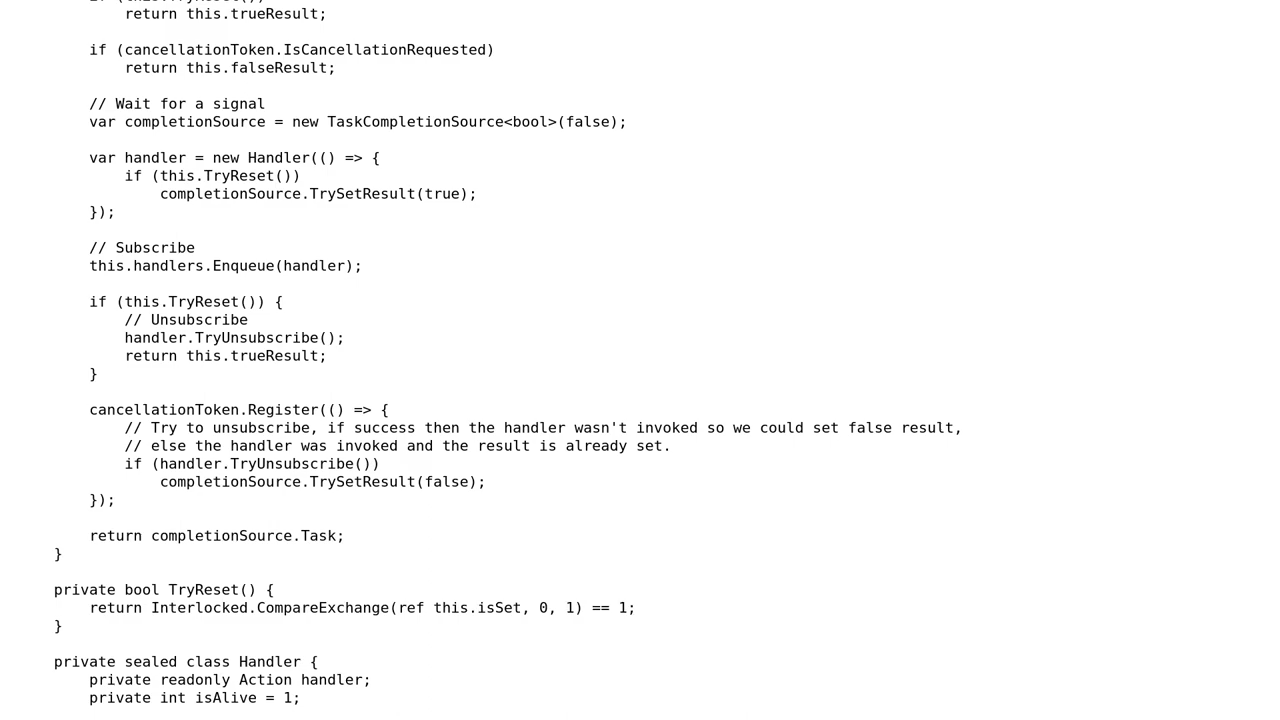 return this.trueResult;
if (cancellationToken.IsCancellationRequested)
return this.falseResult;
// Wait for a signal
var completionSource = new TaskCompletionSource<bool>(false);
var handler = new Handler(() => {
if (this.TryReset())
completionSource.TrySetResult(true);
});
// Subscribe
this.handlers.Enqueue(handler);
if (this.TryReset()) {
// Unsubscribe
handler.TryUnsubscribe();
return this.trueResult;
}
cancellationToken.Register(() => {
// Try to unsubscribe, if success then the handler wasn't invoked so we could set false result,
// else the handler was invoked and the result is already set.
if (handler.TryUnsubscribe())
completionSource.TrySetResult(false);
});
return completionSource.Task;
}
private bool TryReset() {
return Interlocked.CompareExchange(ref this.isSet, 0, 1) == 1;
}
private sealed class Handler {
private readonly Action handler;
private int isAlive = 1;